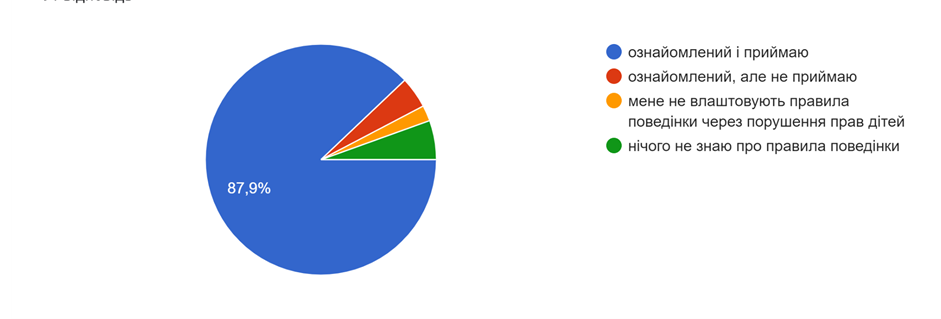 ознайомлений і приймаю
ознайомлений, але не приймаю
мене не влаштовують правила
поведінки через порушення прав дітей
нічого не знаю про правила поведінки
87,9%